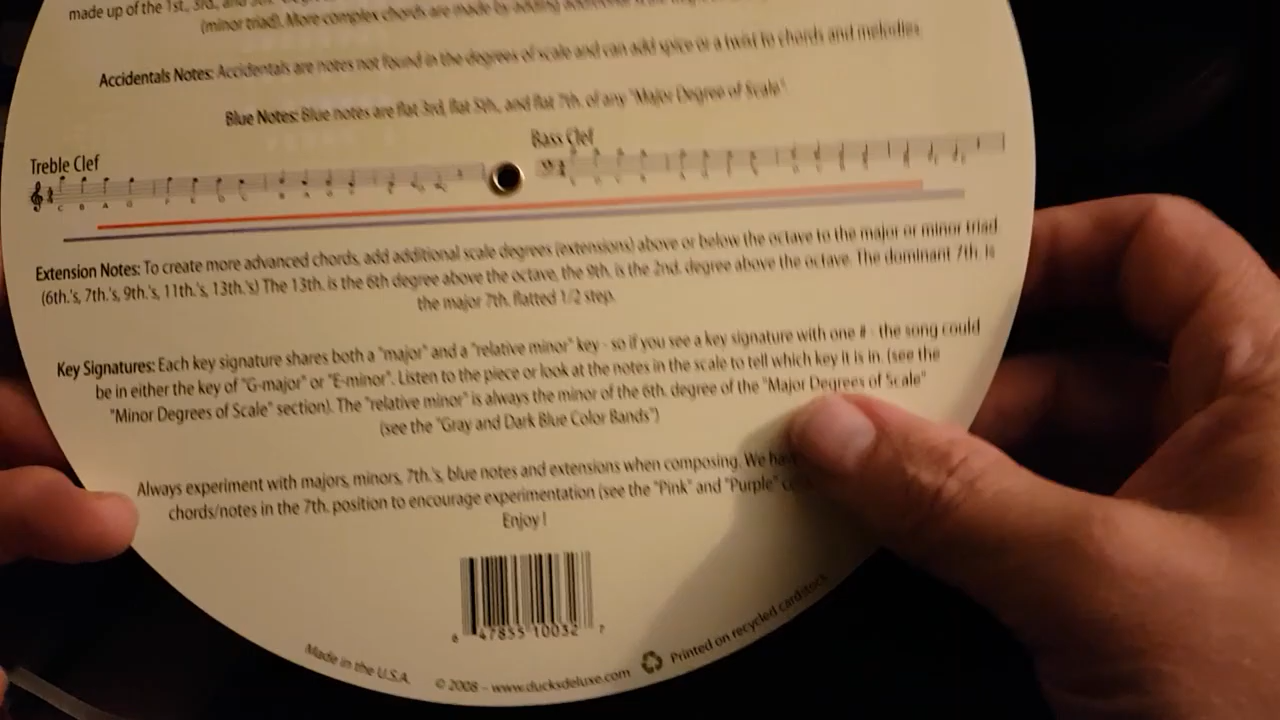 made up of the 1st., 3rd., and
(minor triad). More complex chords are made by adding additional
Accidentals Notes: Accidentals are notes not found in the degrees of scale and can add spice or a twist to chords and melodies.
Blue Notes: Blue notes are flat 3rd, flat 5th., and flat 7th. of any "Major Degree of Scale".
Bass Clef
Treble Clef
C B A G F E D C B A
Extension Notes: To create more advanced chords, add additional scale degrees (extensions) above or below the octave to the major or minor triad
(6th.'s, 7th.'s, 9th.'s, 11th.'s, 13th.'s) The 13th. is the 6th degree above the octave, the 9th. is the 2nd. degree above the octave. The dominant 7th. is
the major 7th. flatted 1/2 step.
Key Signatures: Each key signature shares both a "major" and a "relative minor" key - so if you see a key signature with one # - the song could
be in either the key of "G-major" or "E-minor". Listen to the piece or look at the notes in the scale to tell which key it is in. (see the
"Minor Degrees of Scale" section). The "relative minor" is always the minor of the 6th. degree of the "Major Degrees of Scale"
(see the "Gray and Dark Blue Color Bands")
Always experiment with majors, minors, 7th.'s, blue notes and extensions when composing. We
chords/notes in the 7th. position to encourage experimentation (see the "Pink" and "Purple"
Enjoy !
6 47855 10032 7
Made in the U.S.A. © 2008 - www.ducksdeluxe.com Printed on recycled cardstock